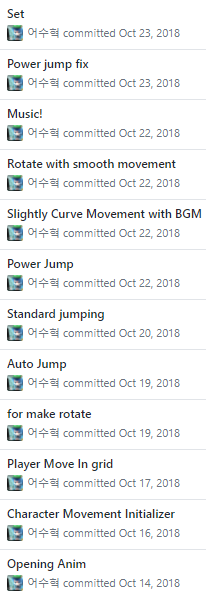 Set
어수혁 committed Oct 23, 2018
Power jump fix
어수혁 committed Oct 23, 2018
Music!
어수혁 committed Oct 22, 2018
Rotate with smooth movement
어수혁 committed Oct 22, 2018
Slightly Curve Movement with BGM
어수혁 committed Oct 22, 2018
Power Jump
어수혁 committed Oct 22, 2018
Standard jumping
어수혁 committed Oct 20, 2018
Auto Jump
어수혁 committed Oct 19, 2018
for make rotate
어수혁 committed Oct 19, 2018
Player Move In grid
어수혁 committed Oct 17, 2018
Character Movement Initializer
어수혁 committed Oct 16, 2018
Opening Anim
어수혁 committed Oct 14, 2018